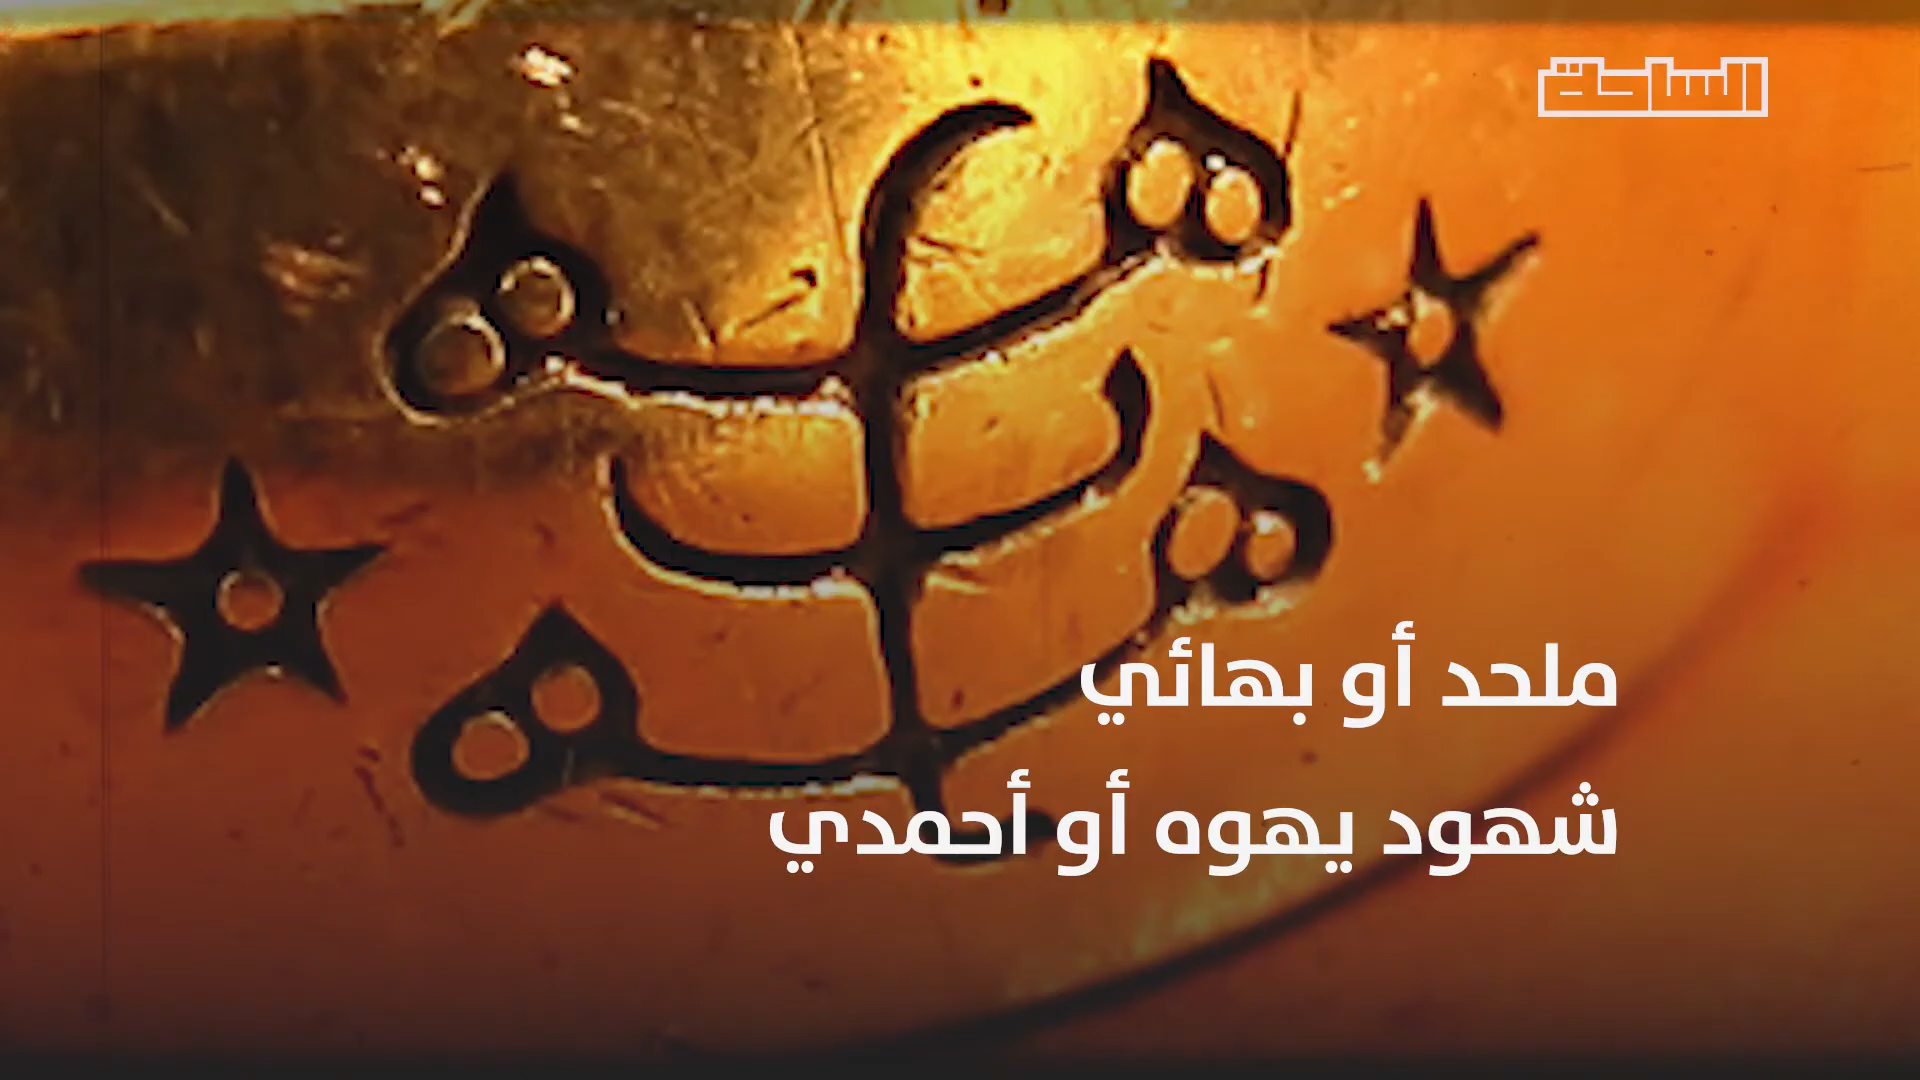 الساحة
ملحد أو بهائي
شهود يهوه أو أحمدي